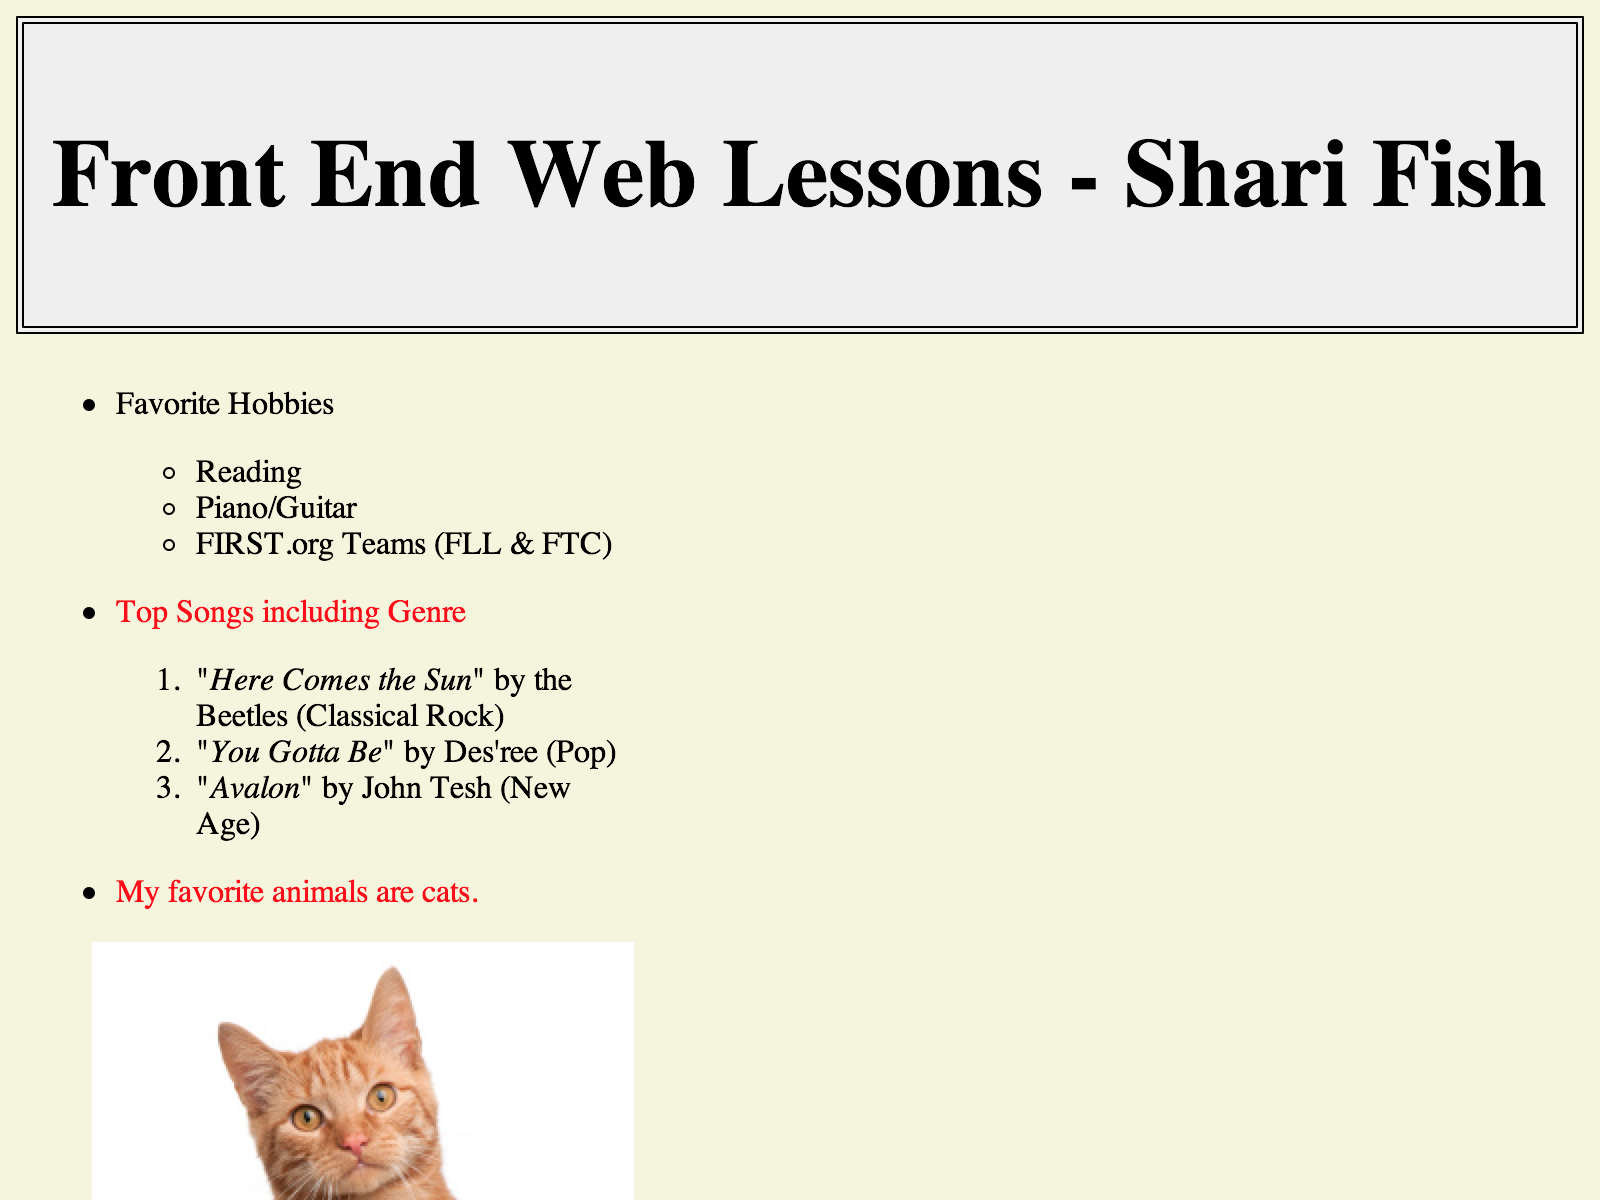 Front End Web Lessons - Shari Fish
Favorite Hobbies
Reading
Piano/Guitar
FIRST.org Teams (FLL & FTC)
Top Songs including Genre
1. "Here Comes the Sun" by the
Beetles (Classical Rock)
2. "You Gotta Be" by Des'ree (Pop)
3. "Avalon" by John Tesh (New
Age)
My favorite animals are cats.